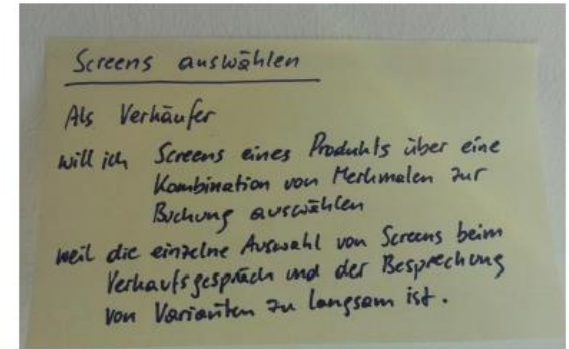 Screens auswählen
Als Verkäufer
will ich Screens eines Produkts über eine
Kombination von Merkmalen zur
Buchung auswählen
weil die einzelne Auswahl von Screens beim
Verkaufsgespräch und der Besprechung
von Varianten zu langsam ist.